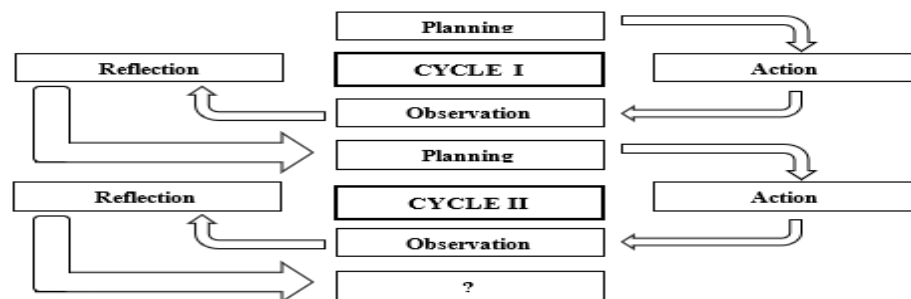 Planning
Reflection
CYCLE I
Action
Observation
Planning
Reflection
CYCLE II
Action
Observation
?